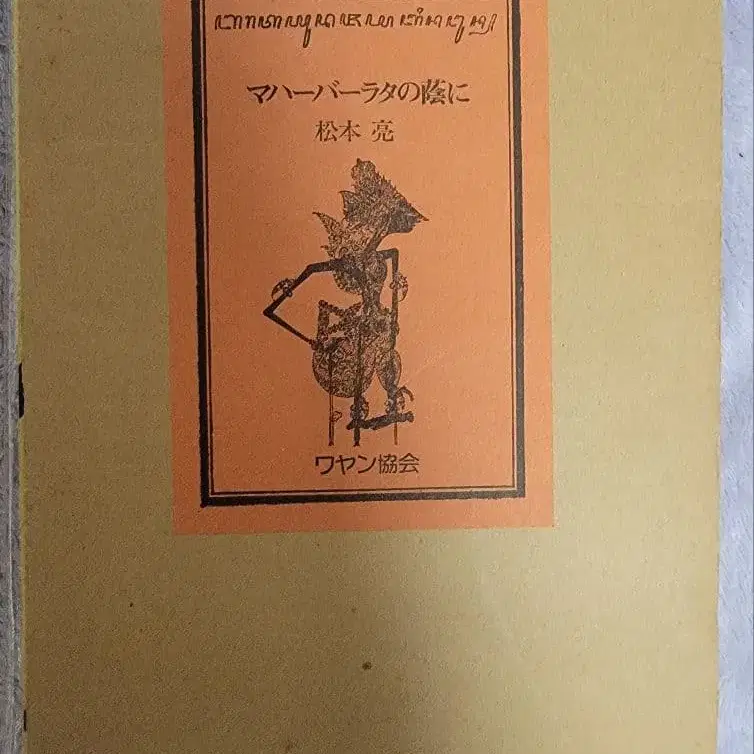 マハーバーラタの蔭に
松本 亮
ワヤン協会